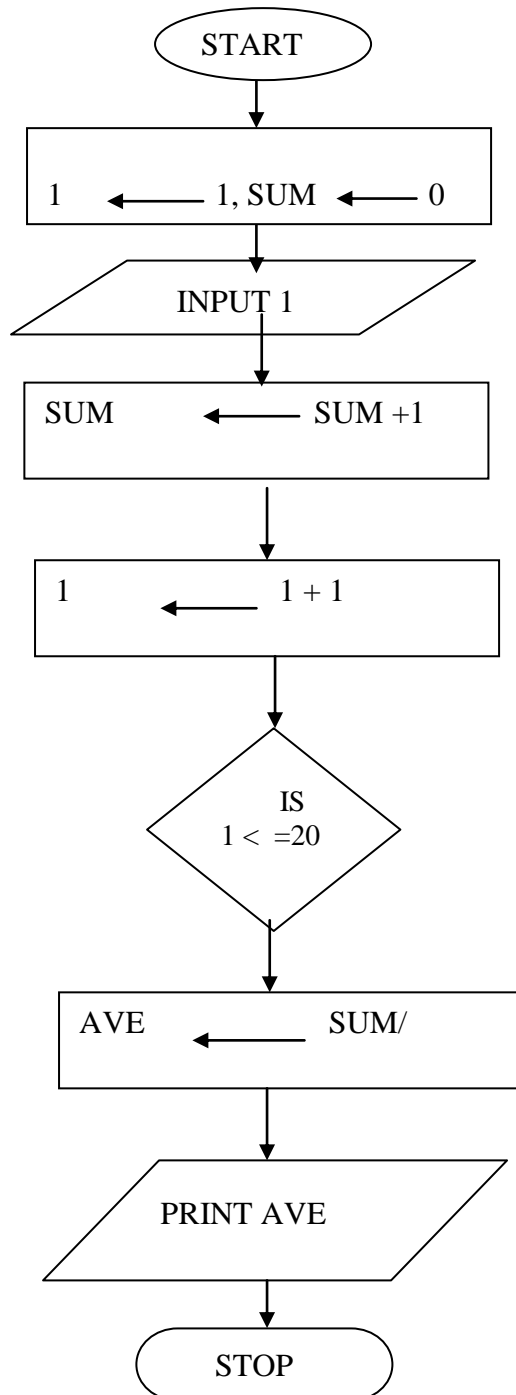 START
1 1, SUM 0
INPUT 1
SUM SUM +1
1 1 + 1
IS
1 < =20
AVE SUM/
PRINT AVE
STOP